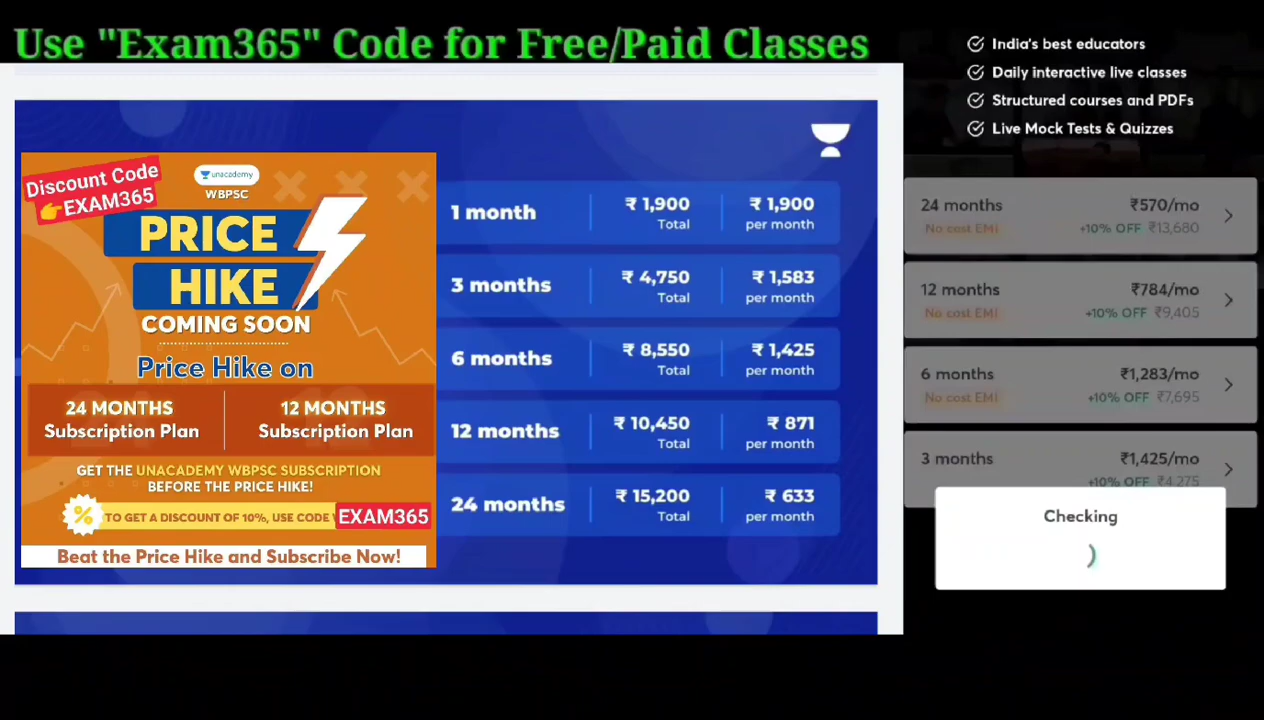 Use "Exam365" Code for Free/Paid Classes
Discount Code
👉EXAM365
unacademy
WBPSC
PRICE
HIKE
COMING SOON
Price Hike on
24 MONTHS
Subscription Plan
12 MONTHS
Subscription Plan
GET THE UNACADEMY WBPSC SUBSCRIPTION
BEFORE THE PRICE HIKE!
% TO GET A DISCOUNT OF 10%, USE CODE EXAM365
Beat the Price Hike and Subscribe Now!
1 month ₹ 1,900 ₹ 1,900
Total per month
3 months ₹ 4,750 ₹ 1,583
Total per month
6 months ₹ 8,550 ₹ 1,425
Total per month
12 months ₹ 10,450 ₹ 871
Total per month
24 months ₹ 15,200 ₹ 633
Total per month
India's best educators
Daily interactive live classes
Structured courses and PDFs
Live Mock Tests & Quizzes
24 months ₹570/mo
No cost EMI +10% OFF ₹13,680
12 months ₹784/mo
No cost EMI +10% OFF ₹9,405
6 months ₹1,283/mo
No cost EMI +10% OFF ₹7,695
3 months ₹1,425/mo
+10% OFF ₹4,275
Checking